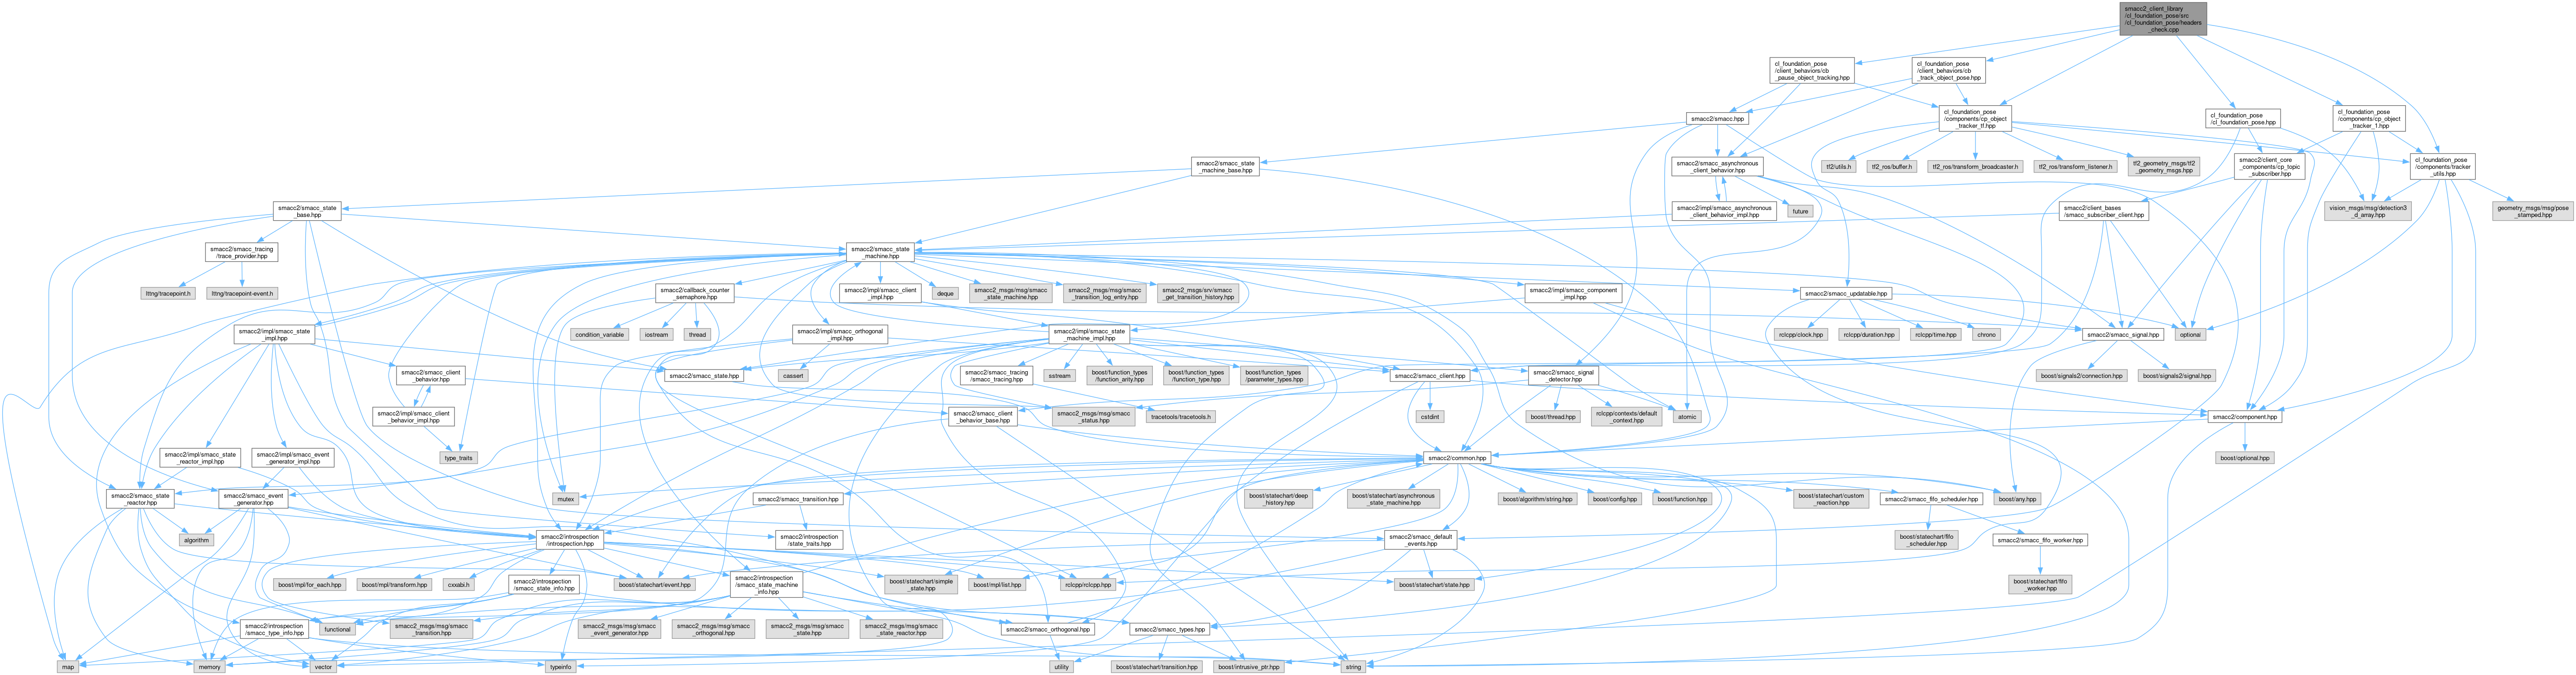 smacc2_client_library
/cl_foundation_pose/src
/cl_foundation_pose/headers
_check.cpp
cl_foundation_pose
/client_behaviors/cb
_pause_object_tracking.hpp
cl_foundation_pose
/client_behaviors/cb
_track_object_pose.hpp
smacc2/smacc.hpp
cl_foundation_pose
/components/cp_object
_tracker_tf.hpp
cl_foundation_pose
/cl_foundation_pose.hpp
cl_foundation_pose
/components/cp_object
_tracker_1.hpp
smacc2/smacc_state
_machine_base.hpp
smacc2/smacc_asynchronous
_client_behavior.hpp
tf2/utils.h
tf2_ros/buffer.h
tf2_ros/transform_broadcaster.h
tf2_ros/transform_listener.h
tf2_geometry_msgs/tf2
_geometry_msgs.hpp
smacc2/client_core
_components/cp_topic
_subscriber.hpp
cl_foundation_pose
/components/tracker
_utils.hpp
smacc2/smacc_state
_base.hpp
smacc2/impl/smacc_asynchronous
_client_behavior_impl.hpp
future
smacc2/client_bases
/smacc_subscriber_client.hpp
vision_msgs/msg/detection3
_d_array.hpp
geometry_msgs/msg/pose
_stamped.hpp
smacc2/smacc_tracing
/trace_provider.hpp
smacc2/smacc_state
_machine.hpp
lttng/tracepoint.h
lttng/tracepoint-event.h
smacc2/callback_counter
_semaphore.hpp
smacc2/impl/smacc_client
_impl.hpp
deque
smacc2_msgs/msg/smacc
_state_machine.hpp
smacc2_msgs/msg/smacc
_transition_log_entry.hpp
smacc2_msgs/srv/smacc
_get_transition_history.hpp
smacc2/impl/smacc_component
_impl.hpp
smacc2/smacc_updatable.hpp
smacc2/impl/smacc_state
_impl.hpp
condition_variable
iostream
thread
smacc2/impl/smacc_orthogonal
_impl.hpp
smacc2/impl/smacc_state
_machine_impl.hpp
rclcpp/clock.hpp
rclcpp/duration.hpp
rclcpp/time.hpp
chrono
smacc2/smacc_signal.hpp
optional
smacc2/smacc_client
_behavior.hpp
smacc2/smacc_state.hpp
cassert
smacc2/smacc_tracing
/smacc_tracing.hpp
sstream
boost/function_types
/function_arity.hpp
boost/function_types
/function_type.hpp
boost/function_types
/parameter_types.hpp
smacc2/smacc_client.hpp
smacc2/smacc_signal
_detector.hpp
boost/signals2/connection.hpp
boost/signals2/signal.hpp
smacc2/impl/smacc_client
_behavior_impl.hpp
smacc2/smacc_client
_behavior_base.hpp
smacc2_msgs/msg/smacc
_status.hpp
tracetools/tracetools.h
cstdint
boost/thread.hpp
rclcpp/contexts/default
_context.hpp
atomic
smacc2/component.hpp
smacc2/impl/smacc_state
_reactor_impl.hpp
smacc2/impl/smacc_event
_generator_impl.hpp
type_traits
smacc2/common.hpp
boost/optional.hpp
smacc2/smacc_state
_reactor.hpp
smacc2/smacc_event
_generator.hpp
mutex
smacc2/smacc_transition.hpp
boost/statechart/deep
_history.hpp
boost/statechart/asynchronous
_state_machine.hpp
boost/algorithm/string.hpp
boost/config.hpp
boost/function.hpp
boost/statechart/custom
_reaction.hpp
smacc2/smacc_fifo_scheduler.hpp
boost/any.hpp
algorithm
smacc2/introspection
/introspection.hpp
smacc2/introspection
/state_traits.hpp
smacc2/smacc_default
_events.hpp
boost/statechart/fifo
_scheduler.hpp
smacc2/smacc_fifo_worker.hpp
boost/mpl/for_each.hpp
boost/mpl/transform.hpp
cxxabi.h
smacc2/introspection
/smacc_state_info.hpp
boost/statechart/event.hpp
smacc2/introspection
/smacc_state_machine
_info.hpp
boost/statechart/simple
_state.hpp
boost/mpl/list.hpp
rclcpp/rclcpp.hpp
boost/statechart/state.hpp
boost/statechart/fifo
_worker.hpp
smacc2/introspection
/smacc_type_info.hpp
functional
smacc2_msgs/msg/smacc
_transition.hpp
smacc2_msgs/msg/smacc
_event_generator.hpp
smacc2_msgs/msg/smacc
_orthogonal.hpp
smacc2_msgs/msg/smacc
_state.hpp
smacc2_msgs/msg/smacc
_state_reactor.hpp
smacc2/smacc_orthogonal.hpp
smacc2/smacc_types.hpp
map
memory
vector
typeinfo
utility
boost/statechart/transition.hpp
boost/intrusive_ptr.hpp
string